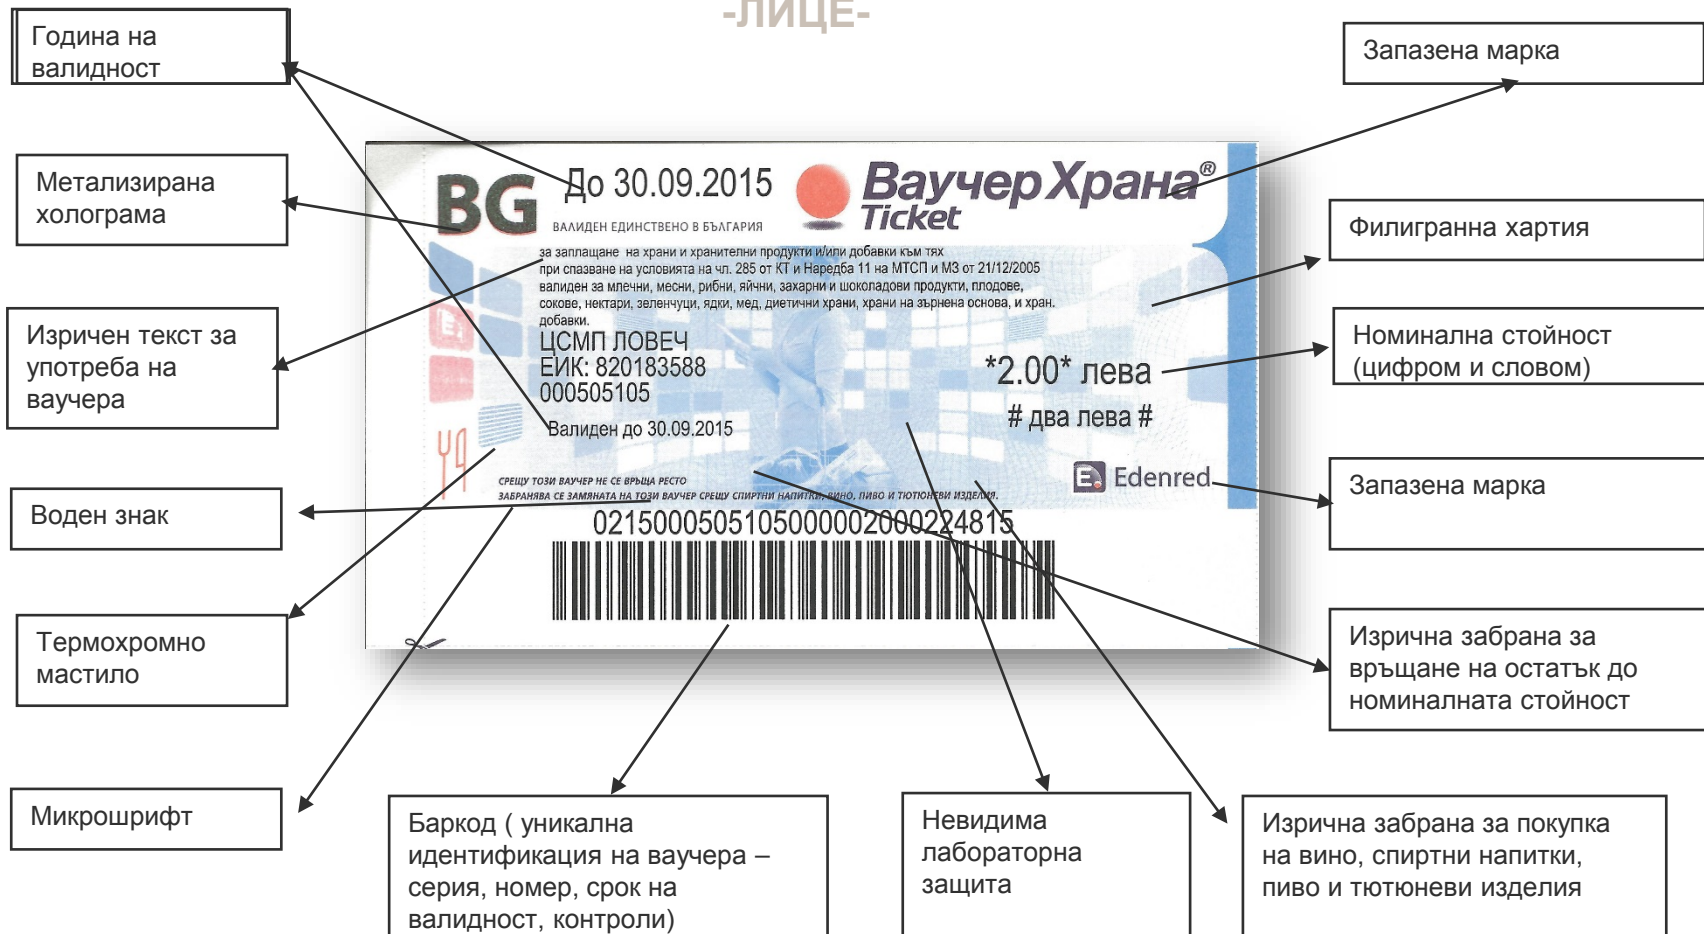 -ЛИЦЕ-
Година на
валидност
Запазена марка
Метализирана
холограма
Филигранна хартия
Изричен текст за
употреба на
ваучера
Номинална стойност
(цифром и словом)
Воден знак
Запазена марка
Термохромно
мастило
Изрична забрана за
връщане на остатък до
номиналната стойност
Микрошрифт
Баркод ( уникална
идентификация на ваучера –
серия, номер, срок на
валидност, контроли)
Невидима
лабораторна
защита
Изрична забрана за покупка
на вино, спиртни напитки,
пиво и тютюневи изделия
BG
До 30.09.2015
ВАЛИДЕН ЕДИНСТВЕНО В БЪЛГАРИЯ
Ваучер Храна®
Ticket
за заплащане на храни и хранителни продукти и/или добавки към тях
при спазване на условията на чл. 285 от КТ и Наредба 11 на МТСП и МЗ от 21/12/2005
валиден за млечни, месни, рибни, яйчни, захарни и шоколадови продукти, плодове,
сокове, нектари, зеленчуци, ядки, мед, диетични храни, храни на зърнена основа, и хран.
добавки.
ЦСМП ЛОВЕЧ
ЕИК: 820183588
000505105
Валиден до 30.09.2015
*2.00* лева
# два лева #
E. Edenred
СРЕЩУ ТОЗИ ВАУЧЕР НЕ СЕ ВРЪЩА РЕСТО
ЗАБРАНЯВА СЕ ЗАМЯНАТА НА ТОЗИ ВАУЧЕР СРЕЩУ СПИРТНИ НАПИТКИ, ВИНО, ПИВО И ТЮТЮНЕВИ ИЗДЕЛИЯ.
0215000505105000002000224815